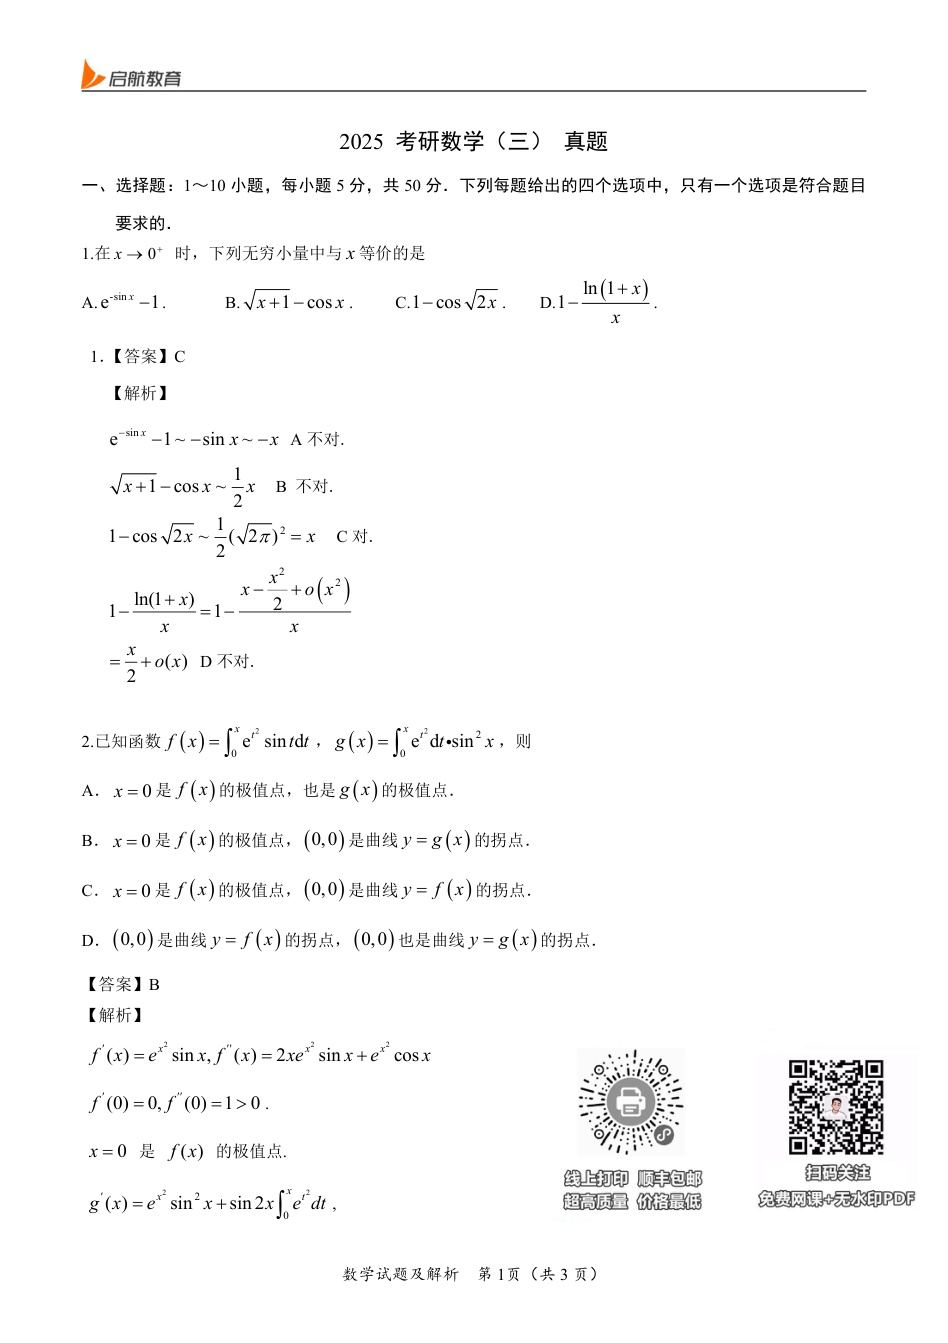 启航教育
2025 考研数学（三） 真题
一、选择题：1～10 小题，每小题 5 分，共 50 分．下列每题给出的四个选项中，只有一个选项是符合题目
要求的．
1.在 x → 0⁺ 时，下列无穷小量中与 x 等价的是
A. e^{-sin x} −1 . B. √(x+1) − cos x . C. 1 − cos √(2x) . D. 1 − ln(1+x)/x .
1.【答案】C
【解析】
e^{−sin x} −1 ~ −sin x ~ −x A 不对.
√(x+1) − cos x ~ 1/2 x B 不对.
1 − cos √(2x) ~ 1/2 (√(2π))² = x C 对.
1 − ln(1+x)/x = 1 − (x − x²/2 + o(x²))/x
= x/2 + o(x) D 不对.
2.已知函数 f(x) = ∫₀ˣ e^{t²} sin t dt ，g(x) = ∫₀ˣ e^{t²} dt•sin² x ，则
A． x = 0 是 f(x) 的极值点，也是 g(x) 的极值点．
B． x = 0 是 f(x) 的极值点，(0,0) 是曲线 y = g(x) 的拐点．
C． x = 0 是 f(x) 的极值点，(0,0) 是曲线 y = f(x) 的拐点．
D． (0,0) 是曲线 y = f(x) 的拐点，(0,0) 也是曲线 y = g(x) 的拐点．
【答案】B
【解析】
f'(x) = e^{x²} sin x, f''(x) = 2xe^{x²} sin x + e^{x²} cos x
f'(0) = 0, f''(0) = 1 > 0 .
x = 0 是 f(x) 的极值点.
g'(x) = e^{x²} sin² x + sin 2x ∫₀ˣ e^{t²} dt ,
线上打印 顺丰包邮
超高质量 价格最低
扫码关注
免费网课+无水印PDF
数学试题及解析 第 1页（共 3 页）